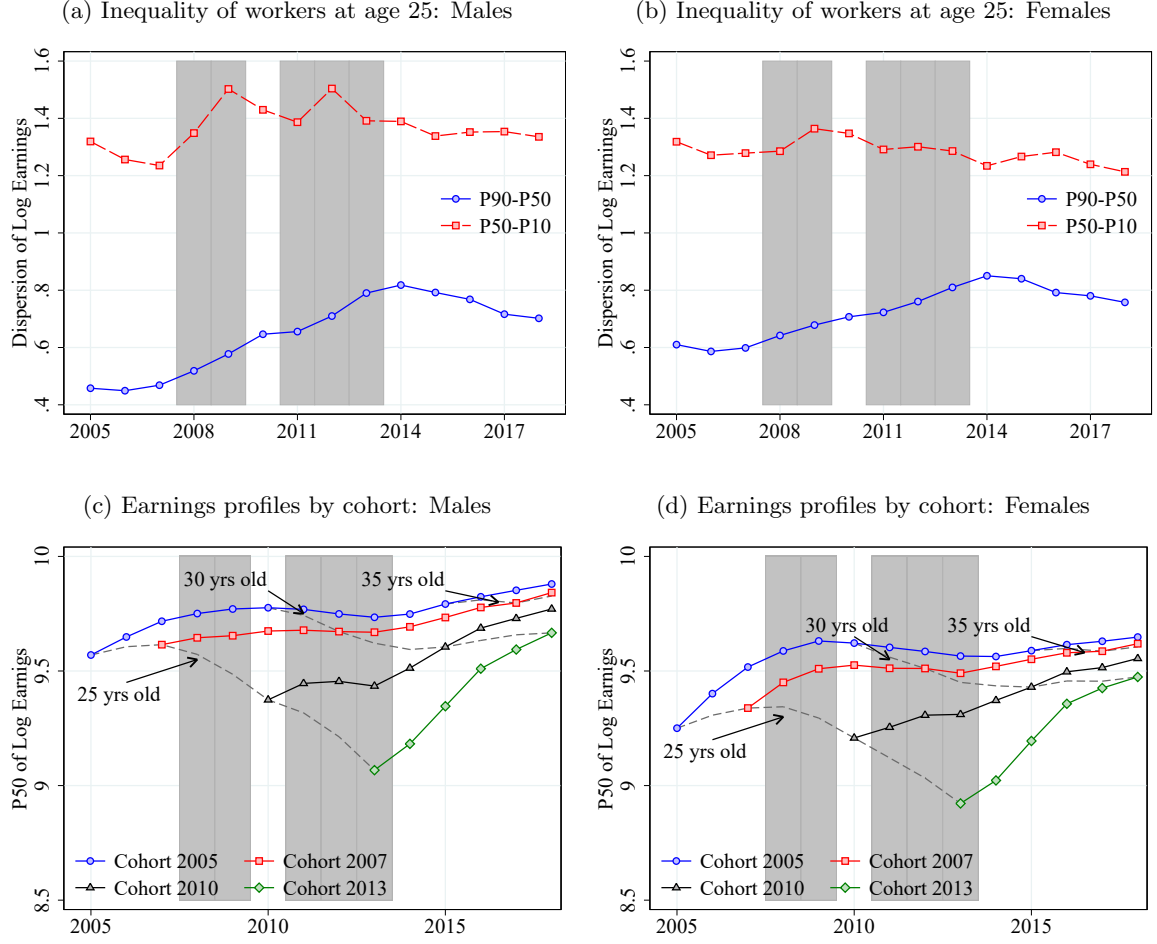 (a) Inequality of workers at age 25: Males
Dispersion of Log Earnings
1.6
1.4
1.2
1
.8
.6
.4
P90-P50
P50-P10
2005 2008 2011 2014 2017
(b) Inequality of workers at age 25: Females
Dispersion of Log Earnings
1.6
1.4
1.2
1
.8
.6
.4
P90-P50
P50-P10
2005 2008 2011 2014 2017
(c) Earnings profiles by cohort: Males
P50 of Log Earnings
10
9.5
9
8.5
30 yrs old
35 yrs old
25 yrs old
Cohort 2005 Cohort 2007
Cohort 2010 Cohort 2013
2005 2010 2015
(d) Earnings profiles by cohort: Females
P50 of Log Earnings
10
9.5
9
8.5
30 yrs old
35 yrs old
25 yrs old
Cohort 2005 Cohort 2007
Cohort 2010 Cohort 2013
2005 2010 2015